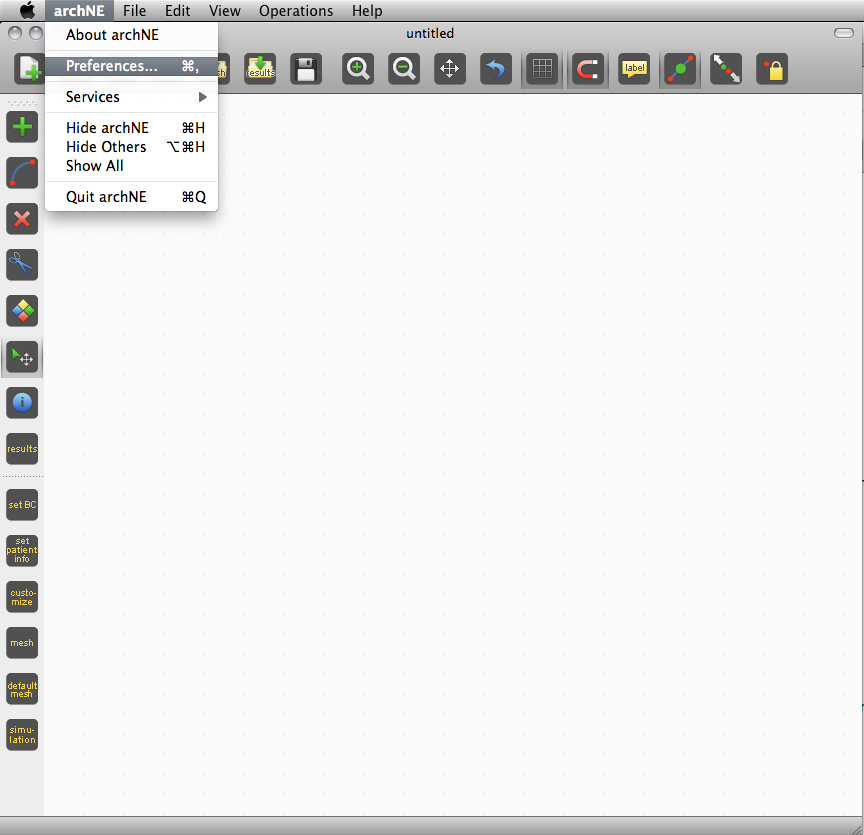 archNE File Edit View Operations Help
untitled
About archNE
Preferences... ⌘,
Services
Hide archNE ⌘H
Hide Others ⌥⌘H
Show All
Quit archNE ⌘Q
results
label
results
set BC
set
patient
info
custo-
mize
mesh
default
mesh
simu-
lation